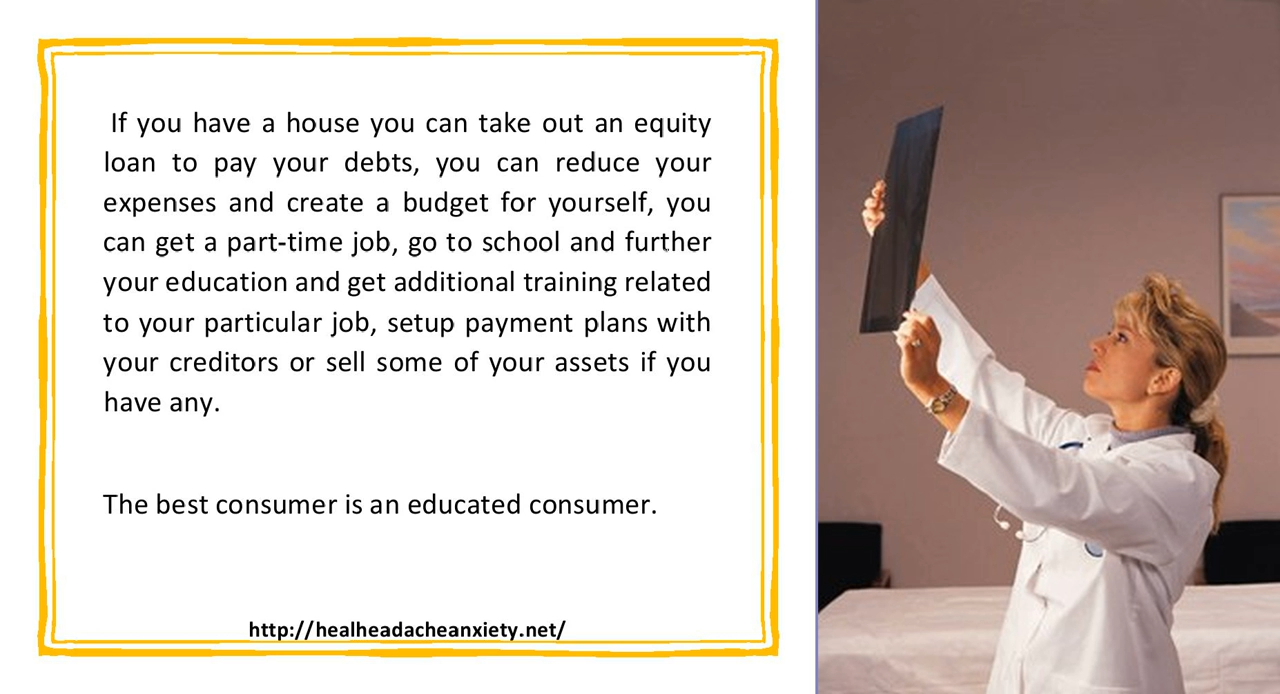 If you have a house you can take out an equity
loan to pay your debts, you can reduce your
expenses and create a budget for yourself, you
can get a part-time job, go to school and further
your education and get additional training related
to your particular job, setup payment plans with
your creditors or sell some of your assets if you
have any.
The best consumer is an educated consumer.
http://healheadacheanxiety.net/